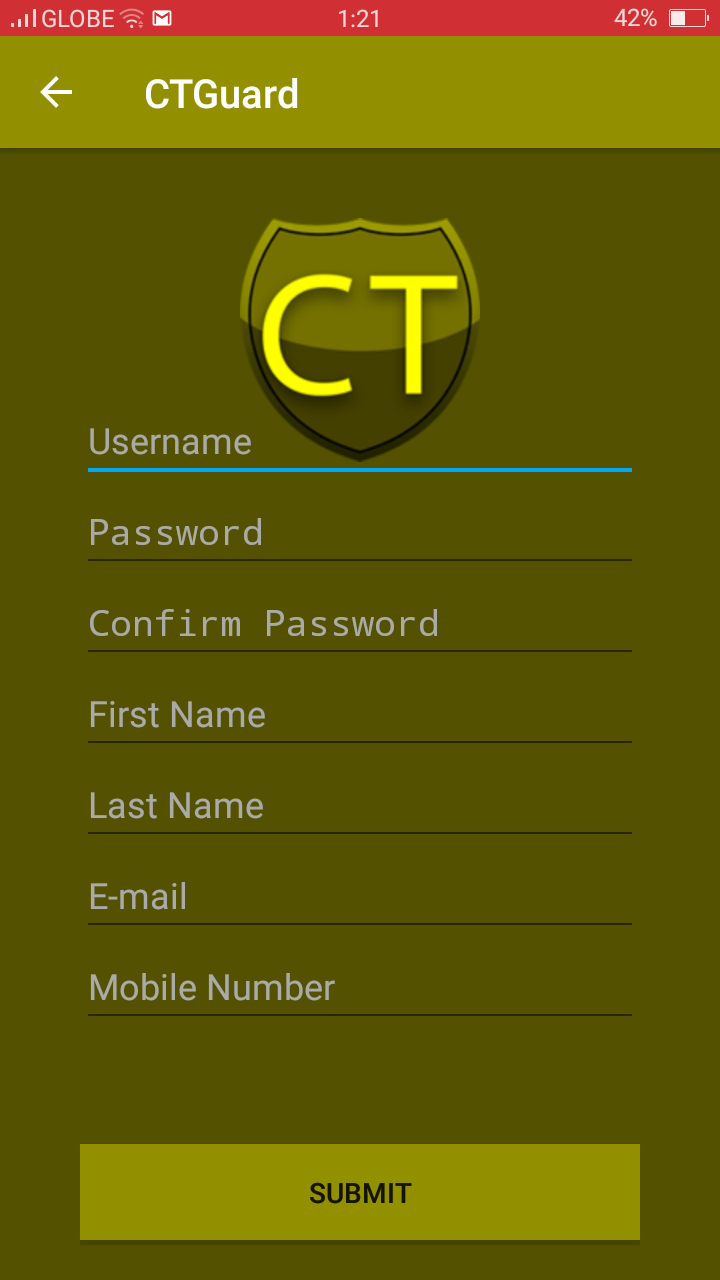 GLOBE 1:21 42%
CTGuard
CT
Username
Password
Confirm Password
First Name
Last Name
E-mail
Mobile Number
SUBMIT